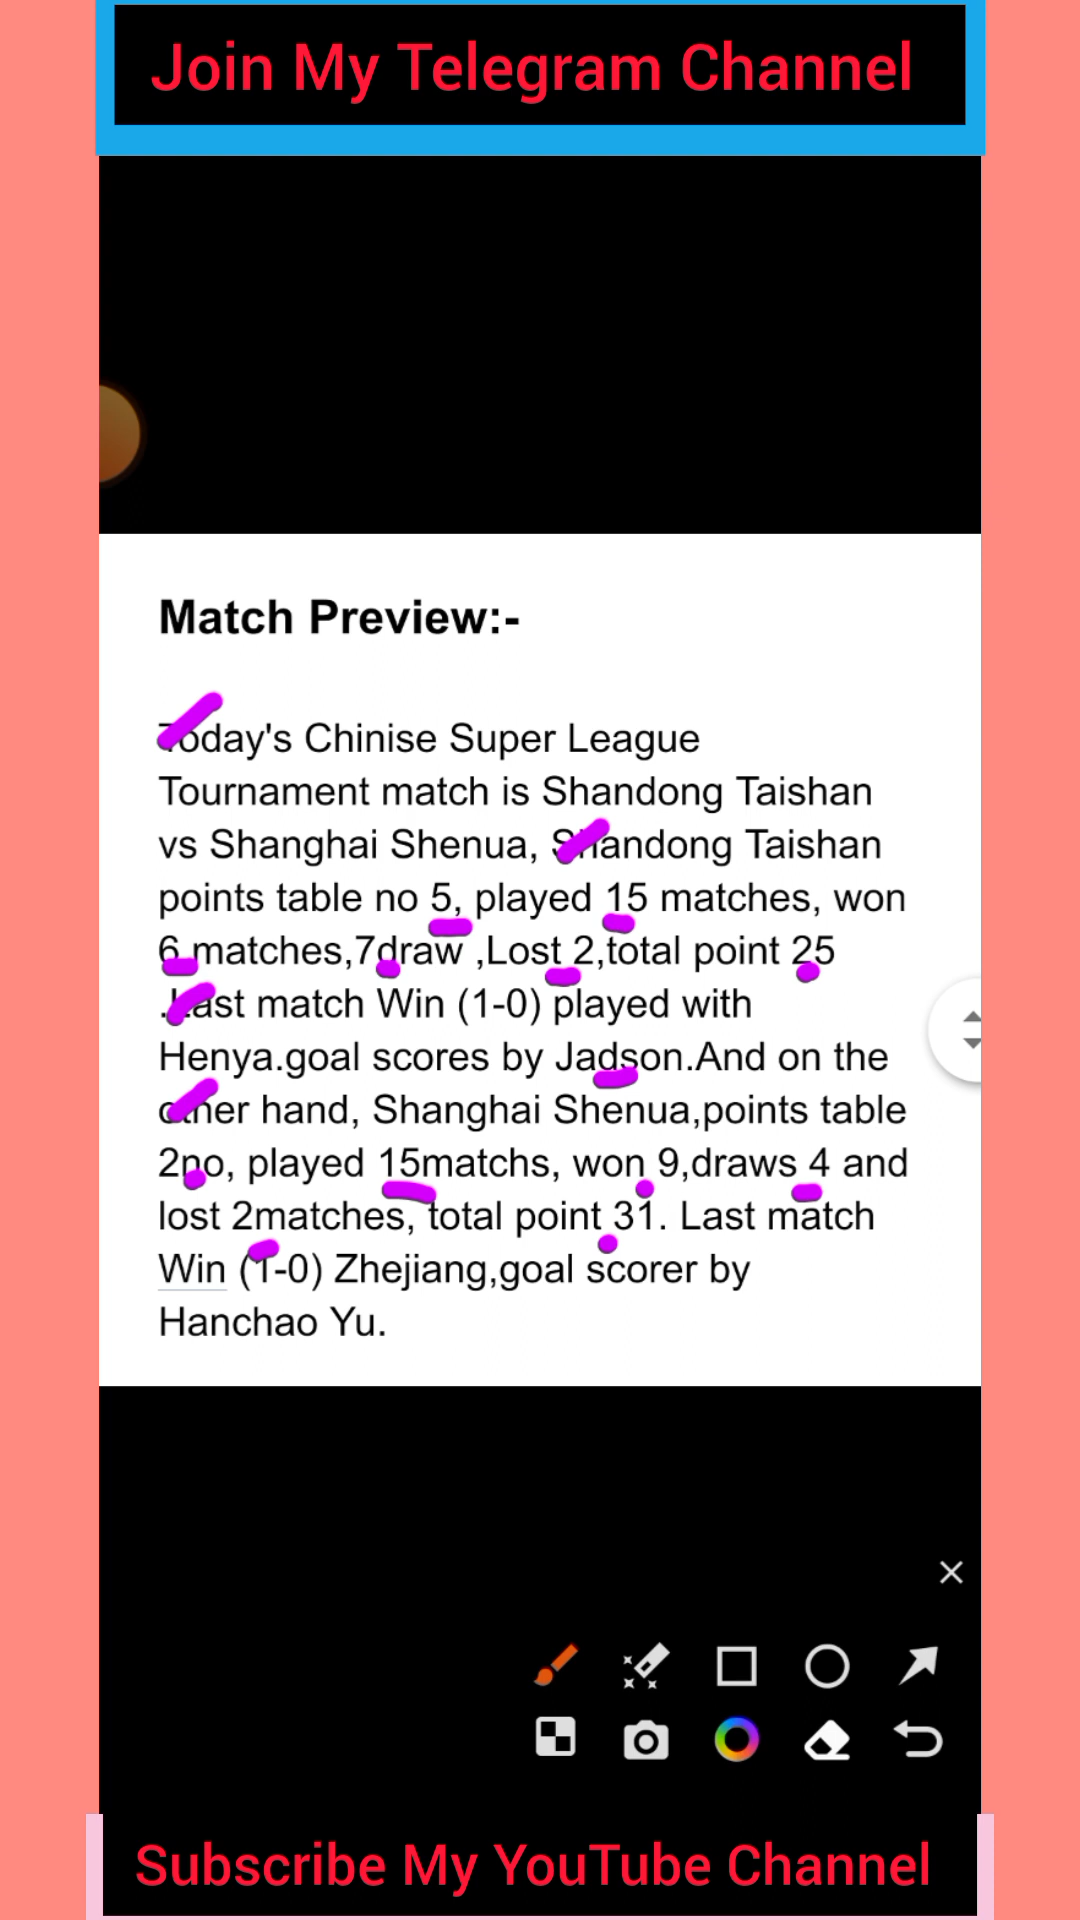 Join My Telegram Channel
Match Preview:-
Today's Chinise Super League
Tournament match is Shandong Taishan
vs Shanghai Shenua, Shandong Taishan
points table no 5, played 15 matches, won
6 matches,7draw ,Lost 2,total point 25
.Last match Win (1-0) played with
Henya.goal scores by Jadson.And on the
other hand, Shanghai Shenua,points table
2no, played 15matchs, won 9,draws 4 and
lost 2matches, total point 31. Last match
Win (1-0) Zhejiang,goal scorer by
Hanchao Yu.
Subscribe My YouTube Channel